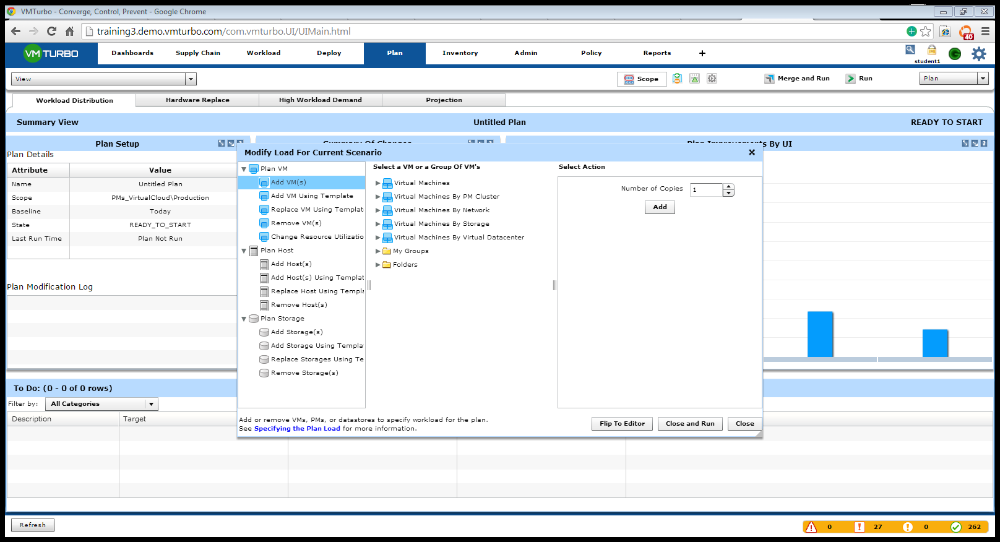 VMTurbo - Converge, Control, Prevent - Google Chrome
training3.demo.vmturbo.com/com.vmturbo.UI/UIMain.html
40
VMTURBO
Dashboards
Supply Chain
Workload
Deploy
Plan
Inventory
Admin
Policy
Reports
+
student1
View
Scope
Merge and Run
Run
Plan
Workload Distribution
Hardware Replace
High Workload Demand
Projection
Summary View
Untitled Plan
READY TO START
Plan Setup
Summary Of Changes
Plan Improvements By UI
Plan Details
Attribute
Value
Name
Untitled Plan
Scope
PMs_VirtualCloud\Production
Baseline
Today
State
READY_TO_START
Last Run Time
Plan Not Run
Plan Modification Log
Modify Load For Current Scenario
Plan VM
Add VM(s)
Add VM Using Template
Replace VM Using Templat
Remove VM(s)
Change Resource Utilizatio
Plan Host
Add Host(s)
Add Host(s) Using Templat
Replace Host Using Templa
Remove Host(s)
Plan Storage
Add Storage(s)
Add Storage Using Templa
Replace Storages Using Te
Remove Storage(s)
Select a VM or a Group Of VM's
Virtual Machines
Virtual Machines By PM Cluster
Virtual Machines By Network
Virtual Machines By Storage
Virtual Machines By Virtual Datacenter
My Groups
Folders
Select Action
Number of Copies
1
Add
Add or remove VMs, PMs, or datastores to specify workload for the plan.
See Specifying the Plan Load for more information.
Flip To Editor
Close and Run
Close
To Do: (0 - 0 of 0 rows)
Filter by:
All Categories
Description
Target
Refresh
0
27
0
262